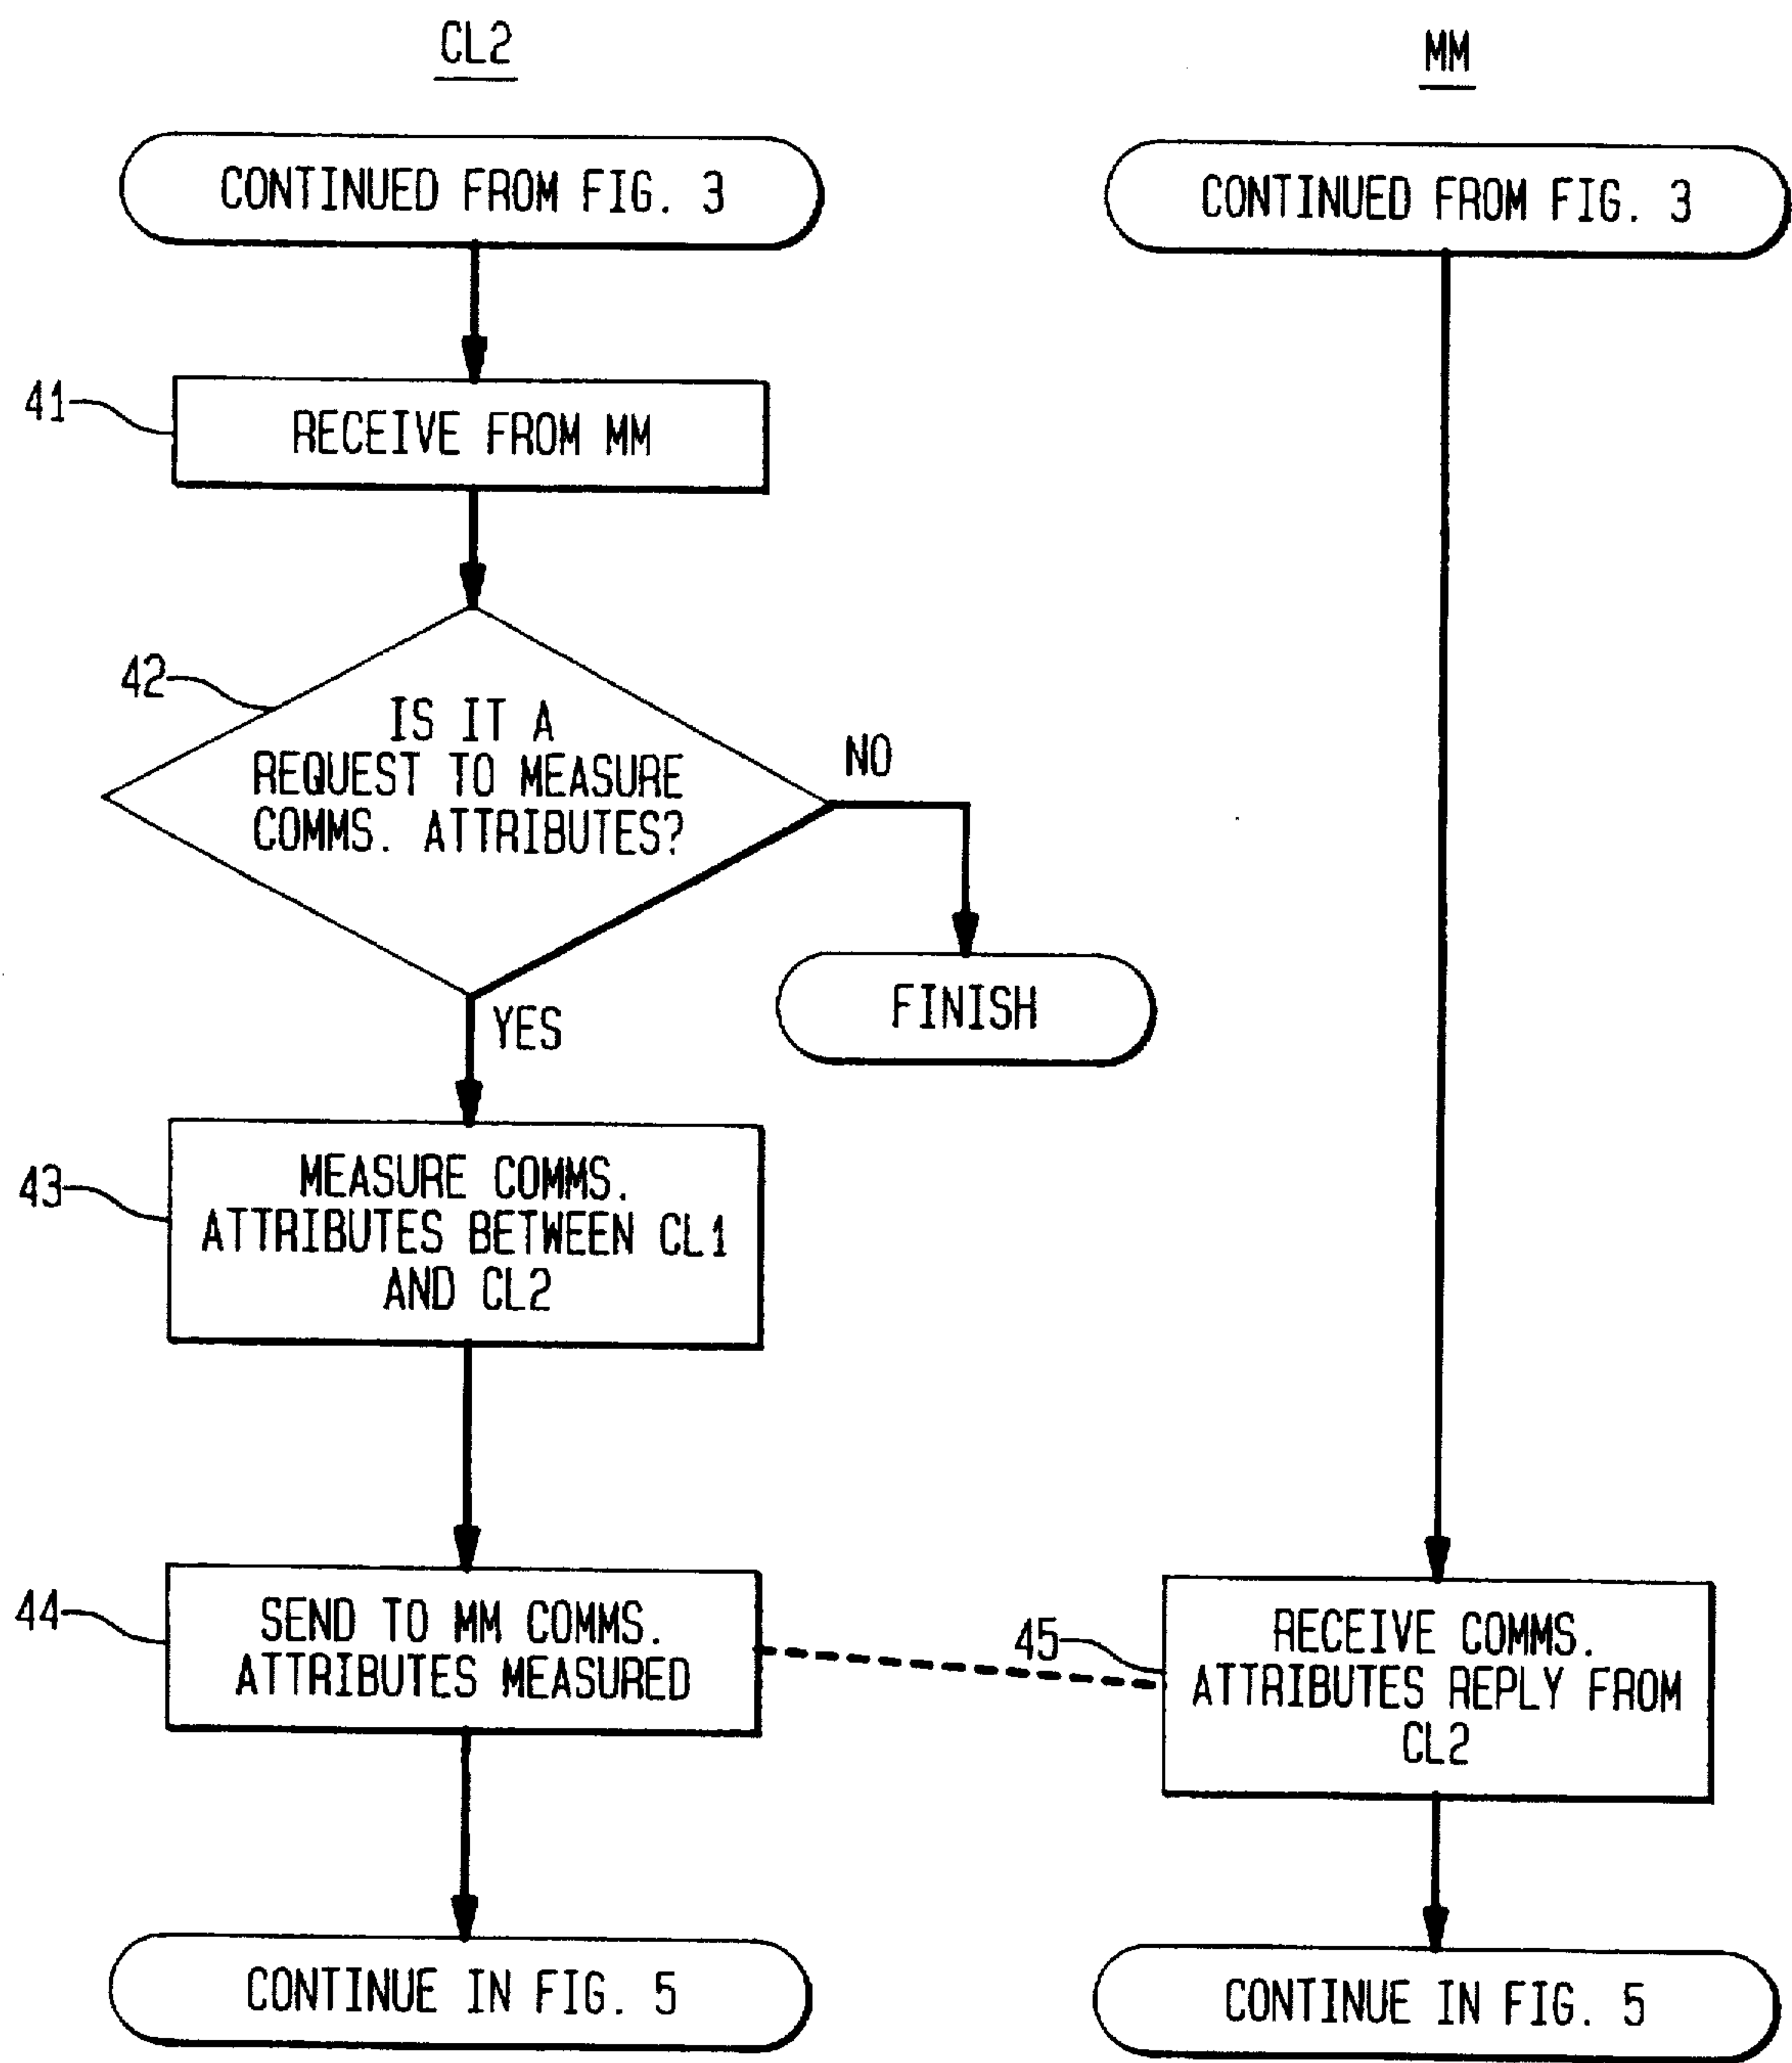 CL2
MM
CONTINUED FROM FIG. 3
CONTINUED FROM FIG. 3
41
RECEIVE FROM MM
42
IS IT A
REQUEST TO MEASURE
COMMS. ATTRIBUTES?
NO
YES
FINISH
43
MEASURE COMMS.
ATTRIBUTES BETWEEN CL1
AND CL2
44
SEND TO MM COMMS.
ATTRIBUTES MEASURED
45
RECEIVE COMMS.
ATTRIBUTES REPLY FROM
CL2
CONTINUE IN FIG. 5
CONTINUE IN FIG. 5